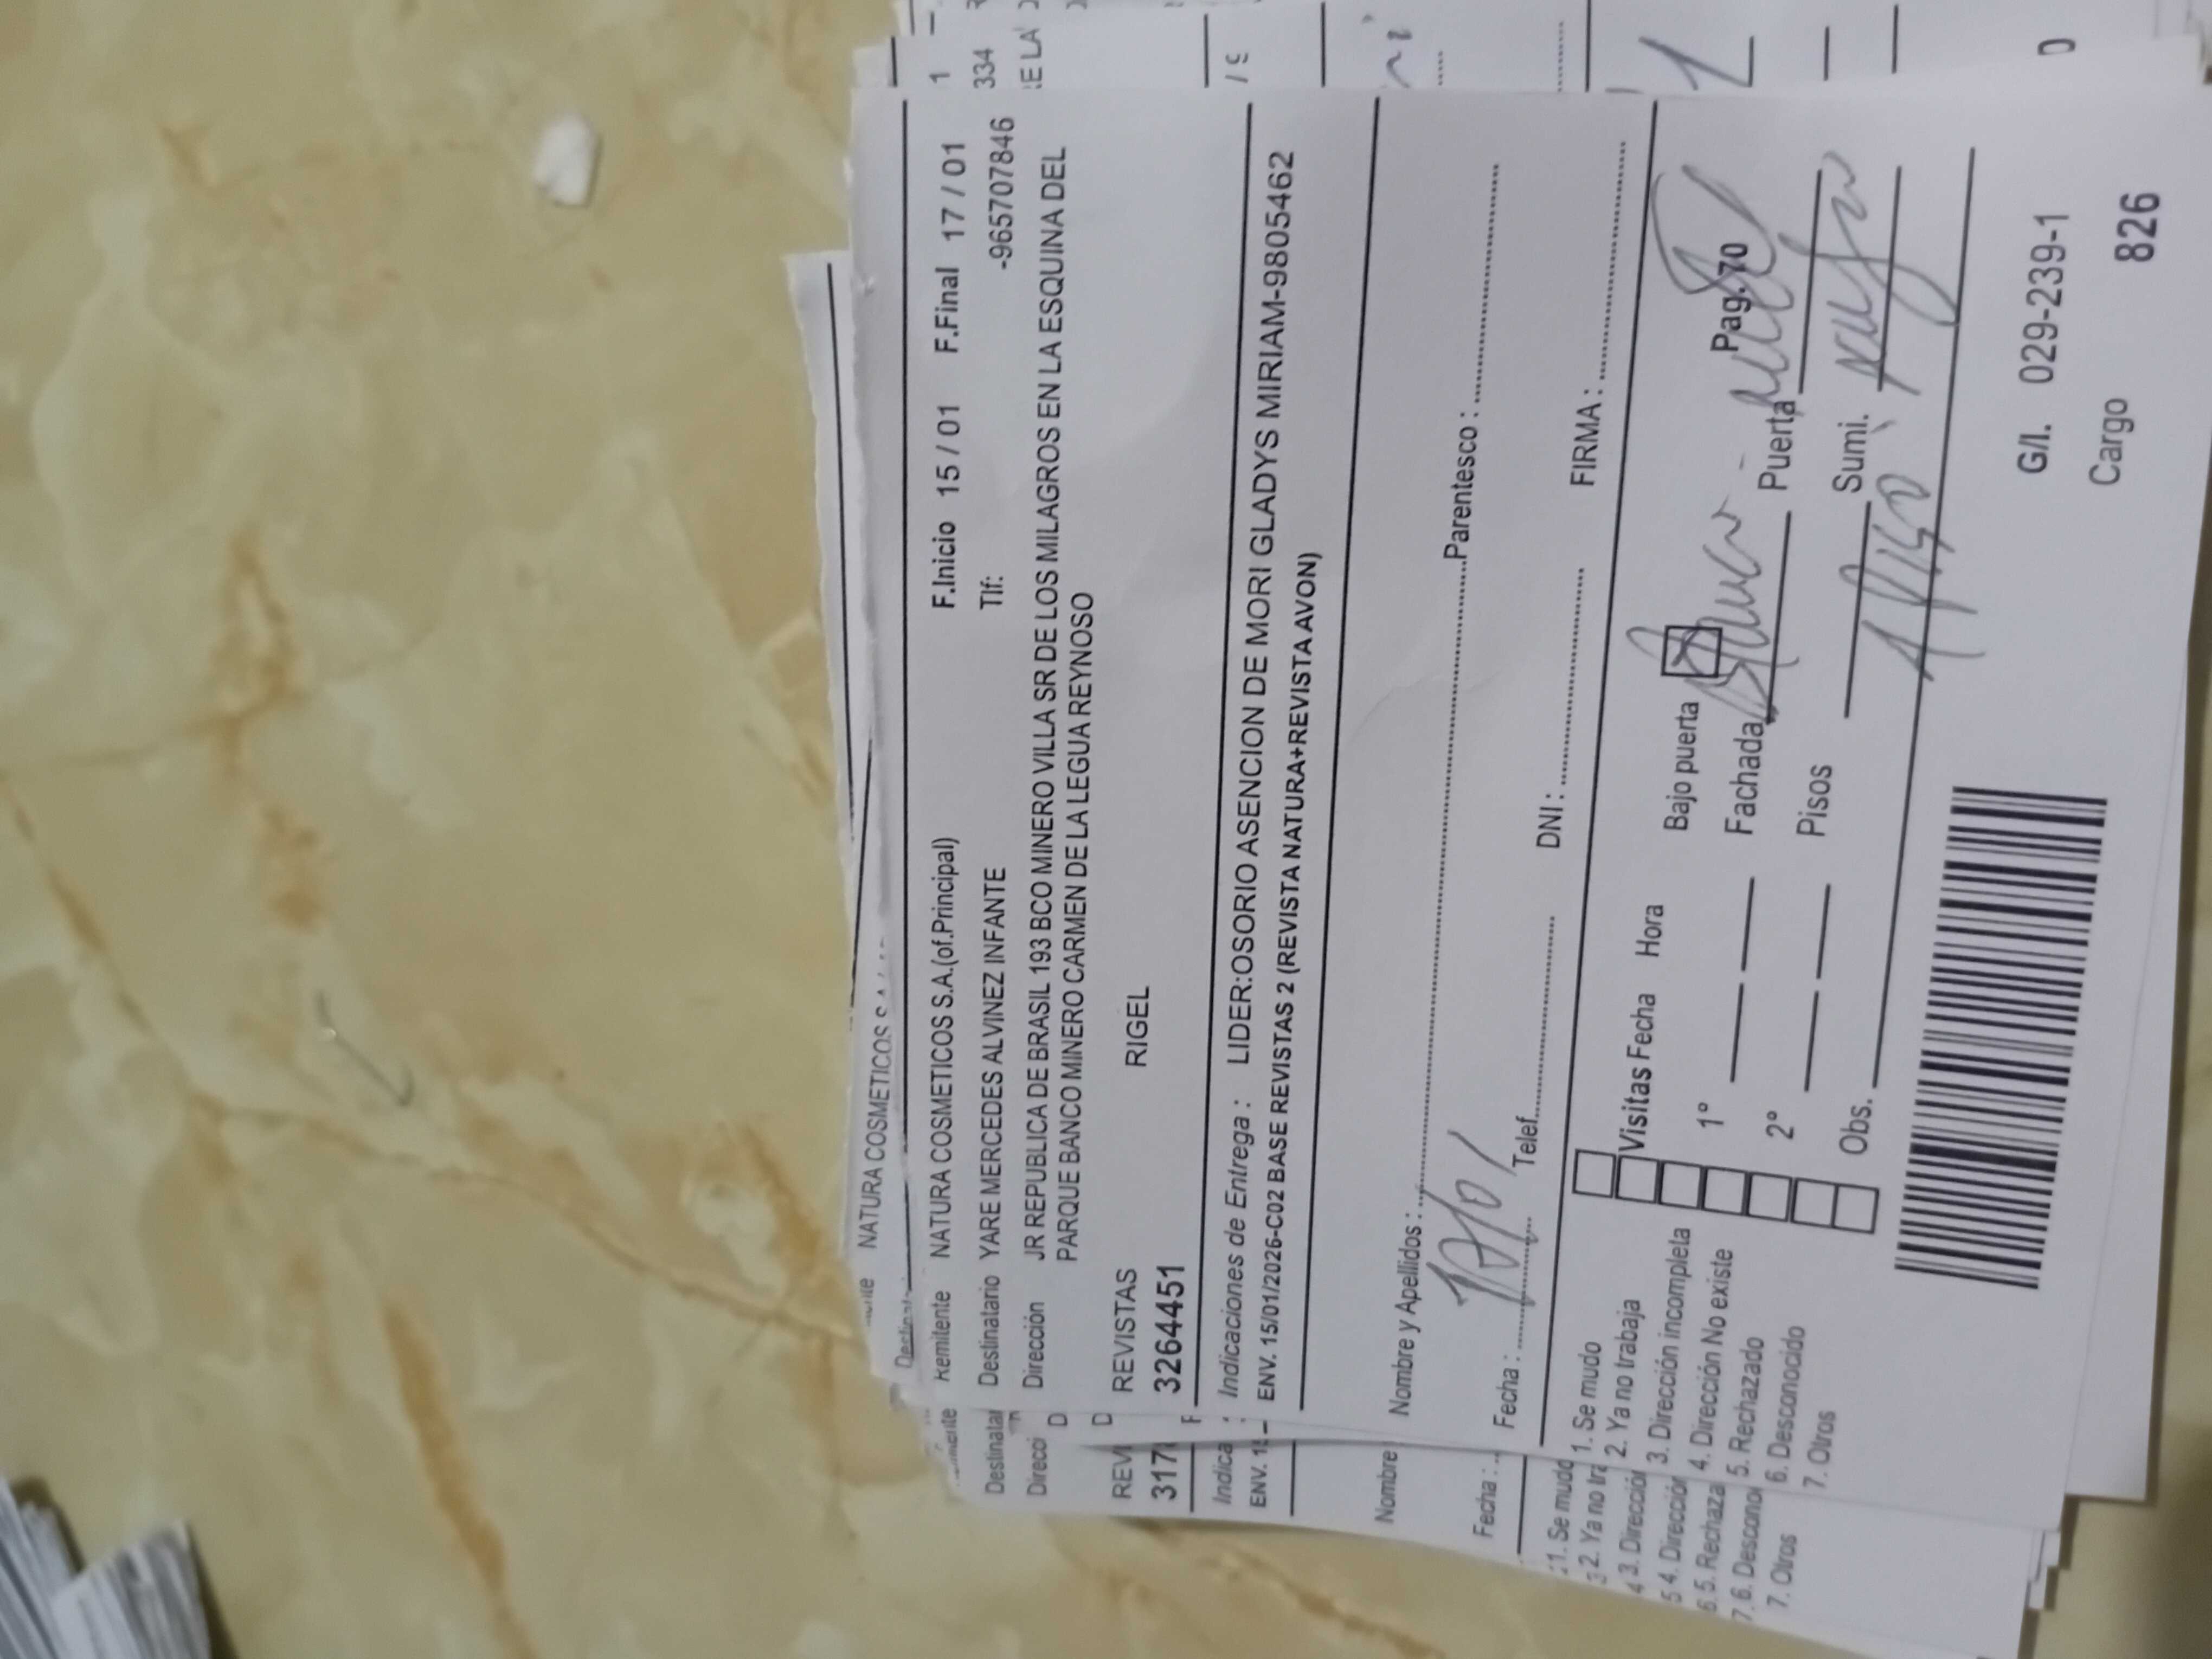 NATURA COSMETICOS
Remitente NATURA COSMETICOS S.A.(of.Principal) F.Inicio 15 / 01 F.Final 17 / 01
Destinatario YARE MERCEDES ALVINEZ INFANTE Tlf: -965707846
Dirección JR REPUBLICA DE BRASIL 193 BCO MINERO VILLA SR DE LOS MILAGROS EN LA ESQUINA DEL
PARQUE BANCO MINERO CARMEN DE LA LEGUA REYNOSO
REVISTAS RIGEL
3264451
Indicaciones de Entrega : LIDER:OSORIO ASENCION DE MORI GLADYS MIRIAM-9805462
ENV. 15/01/2026-C02 BASE REVISTAS 2 (REVISTA NATURA+REVISTA AVON)
Nombre y Apellidos : Parentesco :
Fecha : Telef. DNI : FIRMA :
1. Se mudo
2. Ya no trabaja
3. Dirección incompleta
4. Dirección No existe
5. Rechazado
6. Desconocido
7. Otros
Visitas Fecha Hora Bajo puerta
1º Fachada Puerta Pag.70
2º Pisos Sumi.
Obs. 1 Piso
G/I. 029-239-1
Cargo 826